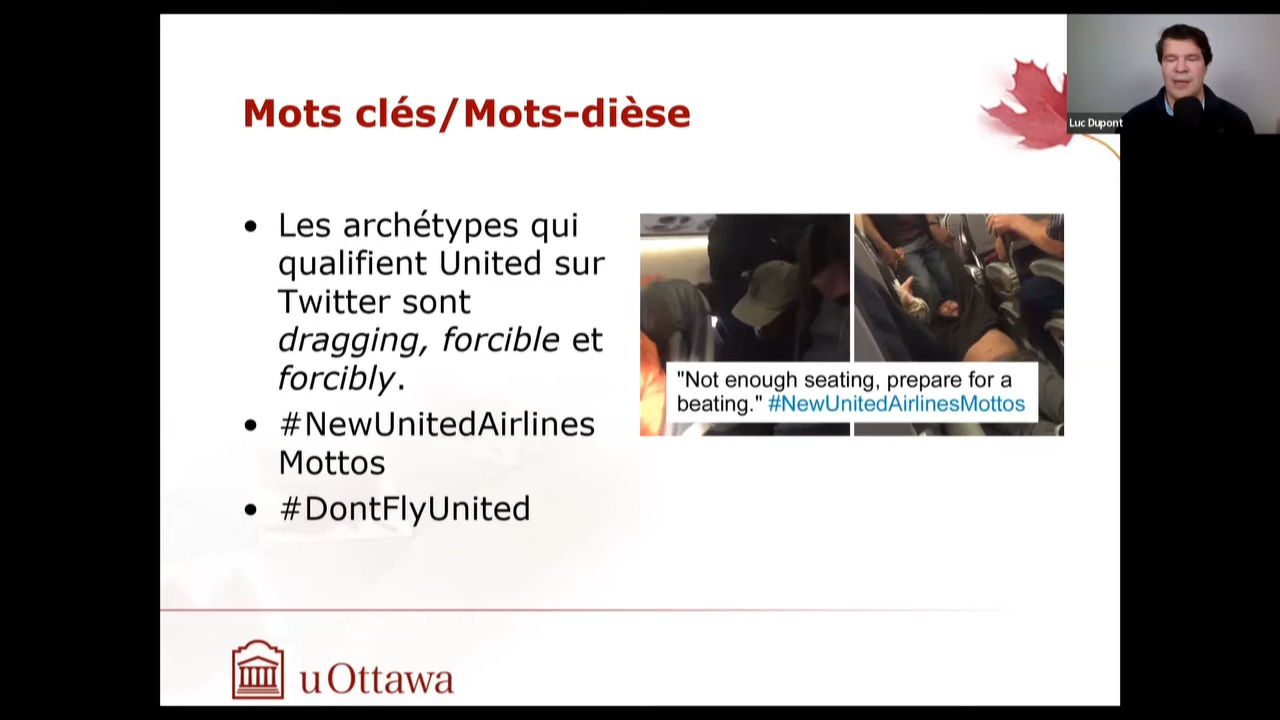 Mots clés/Mots-dièse
Luc Dupont
• Les archétypes qui
qualifient United sur
Twitter sont
dragging, forcible et
forcibly.
• #NewUnitedAirlines
Mottos
• #DontFlyUnited
"Not enough seating, prepare for a
beating." #NewUnitedAirlinesMottos
uOttawa